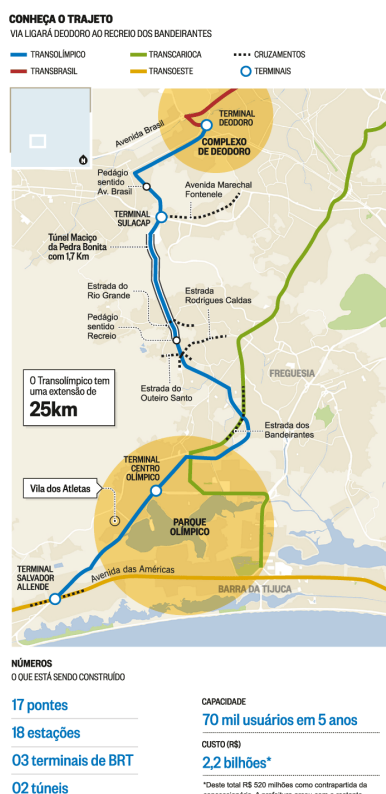 CONHEÇA O TRAJETO
VIA LIGARÁ DEODORO AO RECREIO DOS BANDEIRANTES
TRANSOLÍMPICO
TRANSCARIOCA
CRUZAMENTOS
TRANSBRASIL
TRANSOESTE
TERMINAIS
TERMINAL
DEODORO
Avenida Brasil
COMPLEXO
DE DEODORO
N
Pedágio
sentido
Av. Brasil
Avenida Marechal
Fontenele
TERMINAL
SULACAP
Túnel Maciço
da Pedra Bonita
com 1,7 Km
Estrada do
Rio Grande
Estrada
Rodrigues Caldas
Pedágio
sentido
Recreio
FREGUESIA
O Transolímpico tem
uma extensão de
25km
Estrada do
Outeiro Santo
Estrada dos
Bandeirantes
TERMINAL
CENTRO
OLÍMPICO
Vila dos Atletas
PARQUE
OLÍMPICO
TERMINAL
SALVADOR
ALLENDE
Avenida das Américas
BARRA DA TIJUCA
NÚMEROS
O QUE ESTÁ SENDO CONSTRUÍDO
17 pontes
18 estações
03 terminais de BRT
02 túneis
CAPACIDADE
70 mil usuários em 5 anos
CUSTO (R$)
2,2 bilhões*
*Deste total R$ 520 milhões como contrapartida da